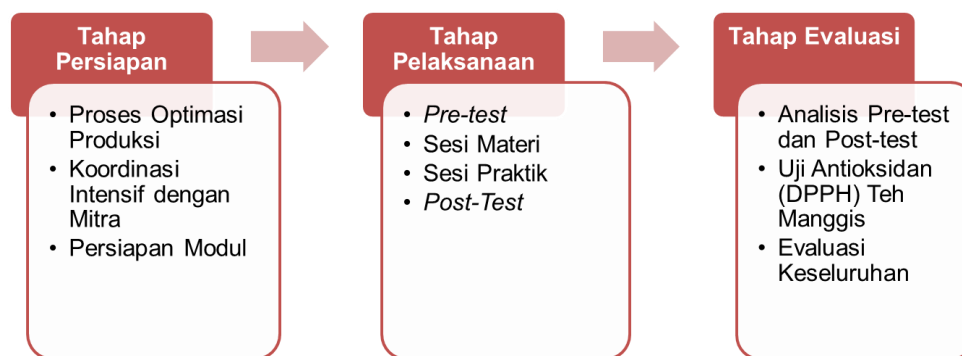 Tahap
Persiapan
• Proses Optimasi
Produksi
• Koordinasi
Intensif dengan
Mitra
• Persiapan Modul
Tahap
Pelaksanaan
• Pre-test
• Sesi Materi
• Sesi Praktik
• Post-Test
Tahap Evaluasi
• Analisis Pre-test
dan Post-test
• Uji Antioksidan
(DPPH) Teh
Manggis
• Evaluasi
Keseluruhan